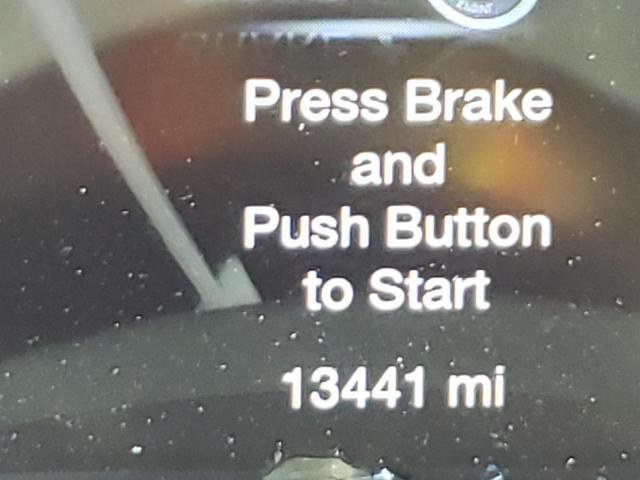 Press Brake
and
Push Button
to Start
13441 mi